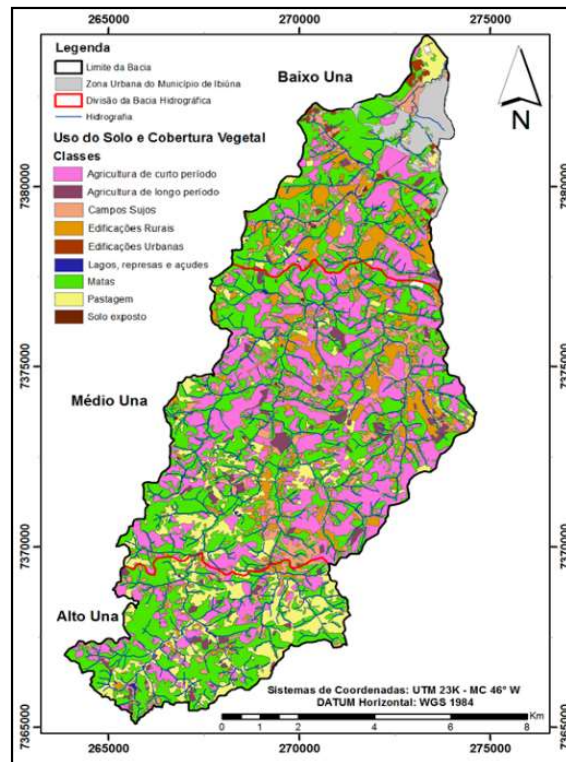 265000 270000 275000
Legenda
Limite da Bacia
Zona Urbana do Município de Ibiúna
Divisão da Bacia Hidrográfica
Hidrografia
Uso do Solo e Cobertura Vegetal
Classes
Agricultura de curto período
Agricultura de longo período
Campos Sujos
Edificações Rurais
Edificações Urbanas
Lagos, represas e açudes
Matas
Pastagem
Solo exposto
Baixo Una
N
7380000 7380000
7375000 7375000
Médio Una
7370000 7370000
Alto Una
Sistemas de Coordenadas: UTM 23K - MC 46° W
DATUM Horizontal: WGS 1984
Km
0 1 2 4 6 8
7365000 7365000
265000 270000 275000